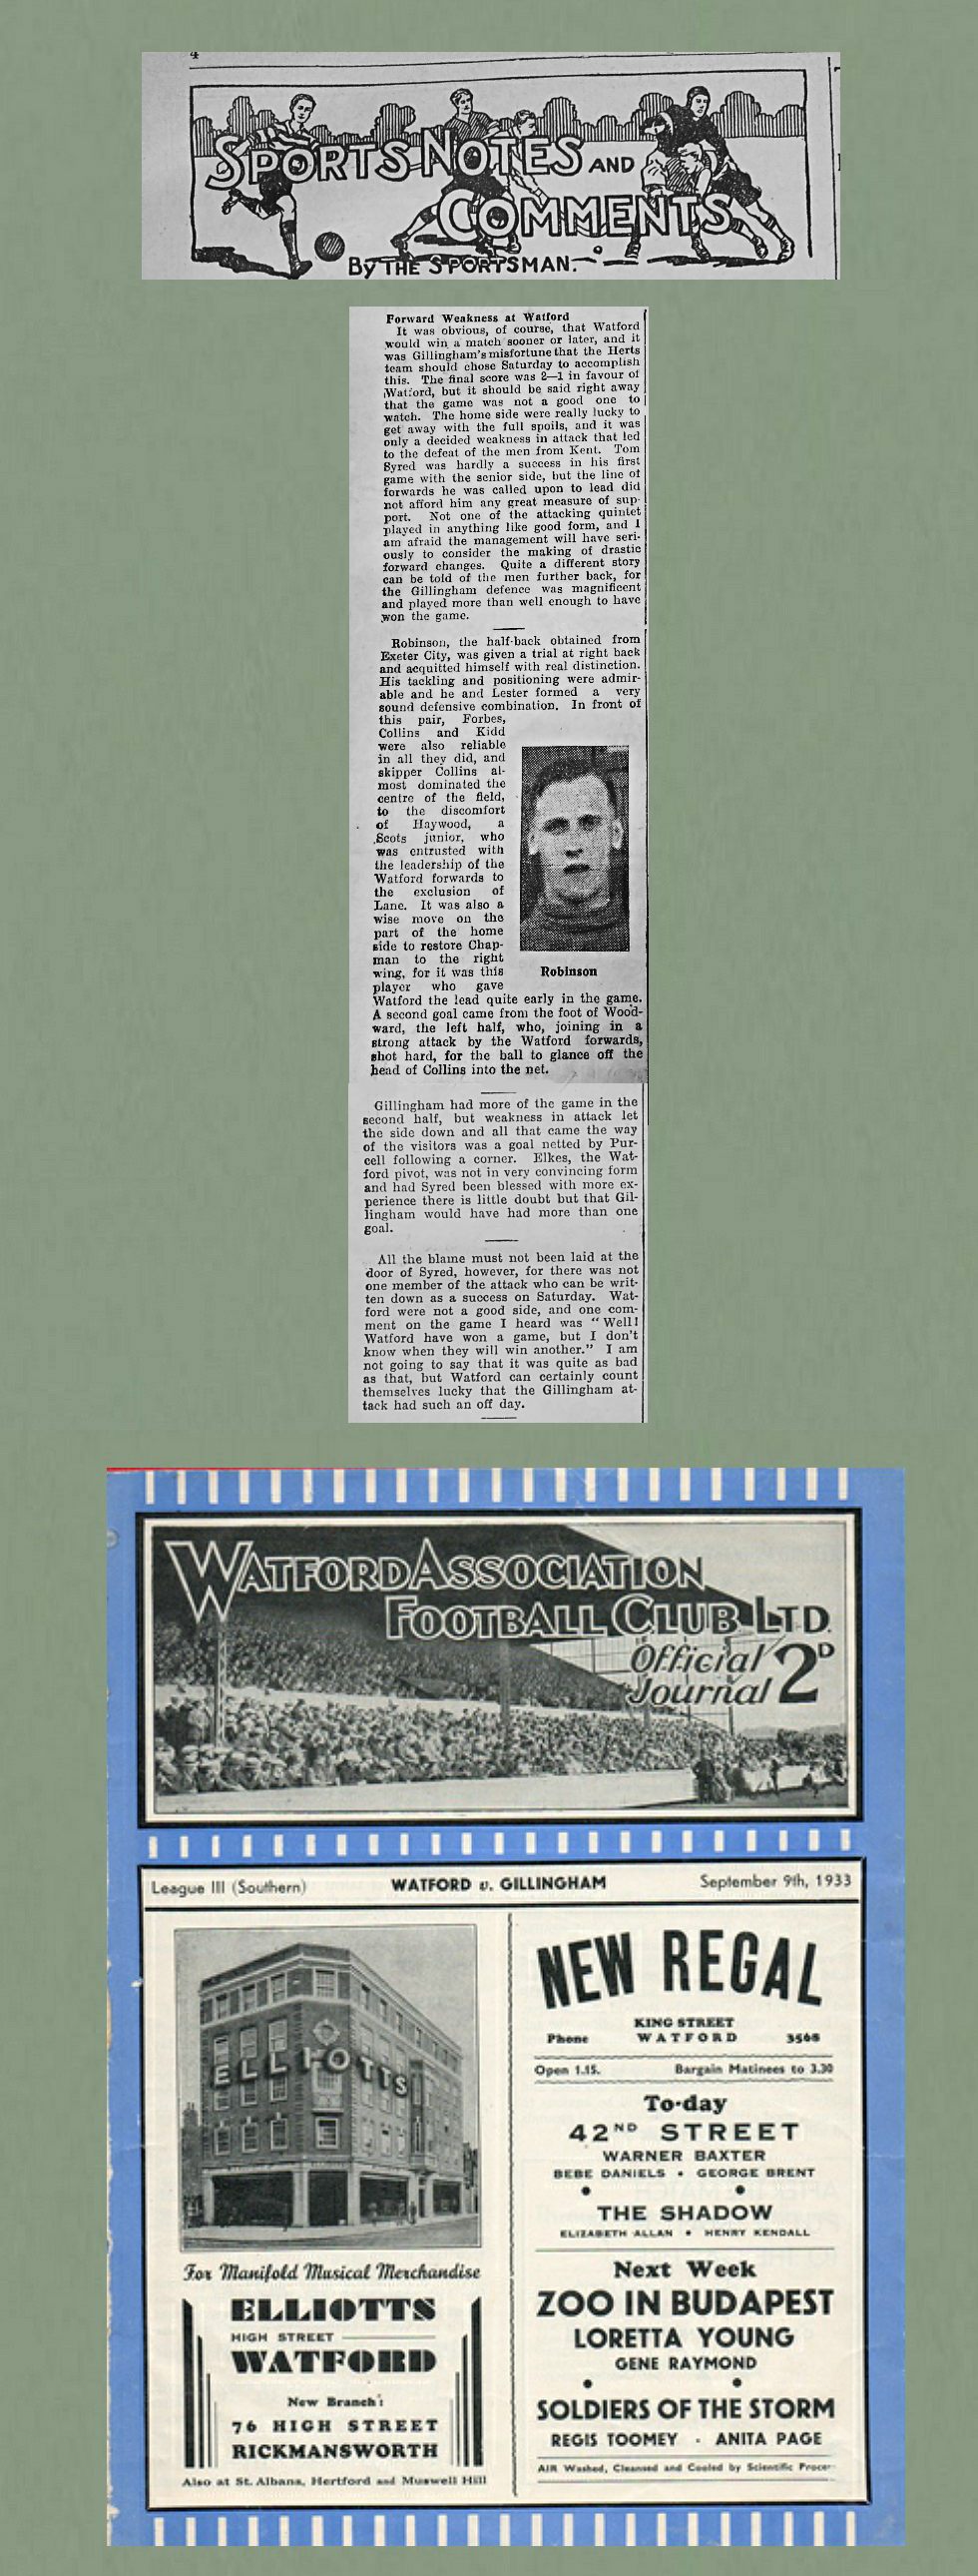 4
SPORTS NOTES AND
COMMENTS
By THE SPORTSMAN.
Forward Weakness at Watford
It was obvious, of course, that Watford
would win a match sooner or later, and it
was Gillingham's misfortune that the Herts
team should chose Saturday to accomplish
this. The final score was 2—1 in favour of
Watford, but it should be said right away
that the game was not a good one to
watch. The home side were really lucky to
get away with the full spoils, and it was
only a decided weakness in attack that led
to the defeat of the men from Kent. Tom
Syred was hardly a success in his first
game with the senior side, but the line of
forwards he was called upon to lead did
not afford him any great measure of sup-
port. Not one of the attacking quintet
played in anything like good form, and I
am afraid the management will have seri-
ously to consider the making of drastic
forward changes. Quite a different story
can be told of the men further back, for
the Gillingham defence was magnificent
and played more than well enough to have
won the game.
Robinson, the half-back obtained from
Exeter City, was given a trial at right back
and acquitted himself with real distinction.
His tackling and positioning were admir-
able and he and Lester formed a very
sound defensive combination. In front of
this pair, Forbes,
Collins and Kidd
were also reliable
in all they did, and
skipper Collins al-
most dominated the
centre of the field,
to the discomfort
of Haywood, a
Scots junior, who
was entrusted with
the leadership of the
Watford forwards to
the exclusion of
Lane. It was also a
wise move on the
part of the home
side to restore Chap-
man to the right
wing, for it was this
player who gave
Robinson
Watford the lead quite early in the game.
A second goal came from the foot of Wood-
ward, the left half, who, joining in a
strong attack by the Watford forwards,
shot hard, for the ball to glance off the
head of Collins into the net.
Gillingham had more of the game in the
second half, but weakness in attack let
the side down and all that came the way
of the visitors was a goal netted by Pur-
cell following a corner. Elkes, the Wat-
ford pivot, was not in very convincing form
and had Syred been blessed with more ex-
perience there is little doubt but that Gil-
lingham would have had more than one
goal.
All the blame must not been laid at the
door of Syred, however, for there was not
one member of the attack who can be writ-
ten down as a success on Saturday. Wat-
ford were not a good side, and one com-
ment on the game I heard was "Well!
Watford have won a game, but I don't
know when they will win another." I am
not going to say that it was quite as bad
as that, but Watford can certainly count
themselves lucky that the Gillingham at-
tack had such an off day.
WATFORD ASSOCIATION
FOOTBALL CLUB LTD.
Official
Journal 2D
League III (Southern) WATFORD v. GILLINGHAM September 9th, 1933
ELLIOTTS
For Manifold Musical Merchandise
ELLIOTTS
HIGH STREET
WATFORD
New Branch:
76 HIGH STREET
RICKMANSWORTH
Also at St. Albans, Hertford and Muswell Hill
NEW REGAL
KING STREET
Phone WATFORD 3568
Open 1.15. Bargain Matinees to 3.30
To-day
42ND STREET
WARNER BAXTER
BEBE DANIELS • GEORGE BRENT
THE SHADOW
ELIZABETH ALLAN • HENRY KENDALL
Next Week
ZOO IN BUDAPEST
LORETTA YOUNG
GENE RAYMOND
SOLDIERS OF THE STORM
REGIS TOOMEY - ANITA PAGE
AIR Washed, Cleansed and Cooled by Scientific Proce